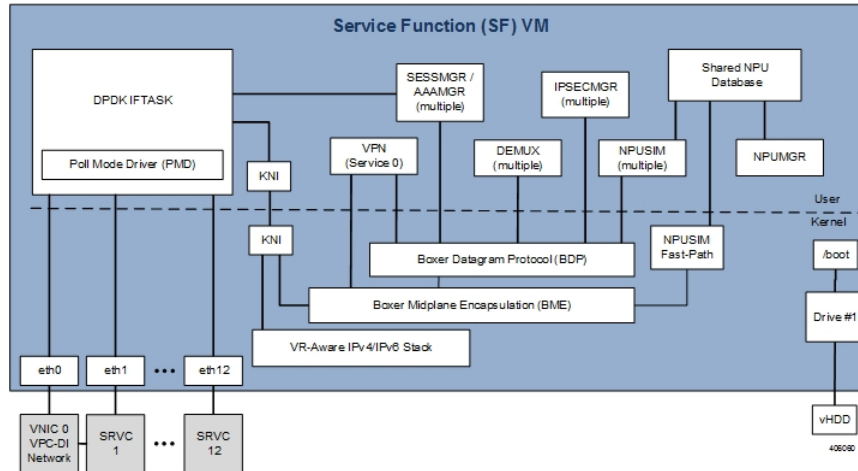 Service Function (SF) VM
DPDK IFTASK
Poll Mode Driver (PMD)
SESSMGR /
AAAMGR
(multiple)
IPSECMGR
(multiple)
Shared NPU
Database
VPN
(Service 0)
DEMUX
(multiple)
NPUSIM
(multiple)
NPUMGR
KNI
User
Kernel
KNI
Boxer Datagram Protocol (BDP)
NPUSIM
Fast-Path
/boot
Boxer Midplane Encapsulation (BME)
Drive #1
VR-Aware IPv4/IPv6 Stack
eth0
eth1
•••
eth12
VNIC 0
VPC-DI
Network
SRVC
1
•••
SRVC
12
vHDD
406060